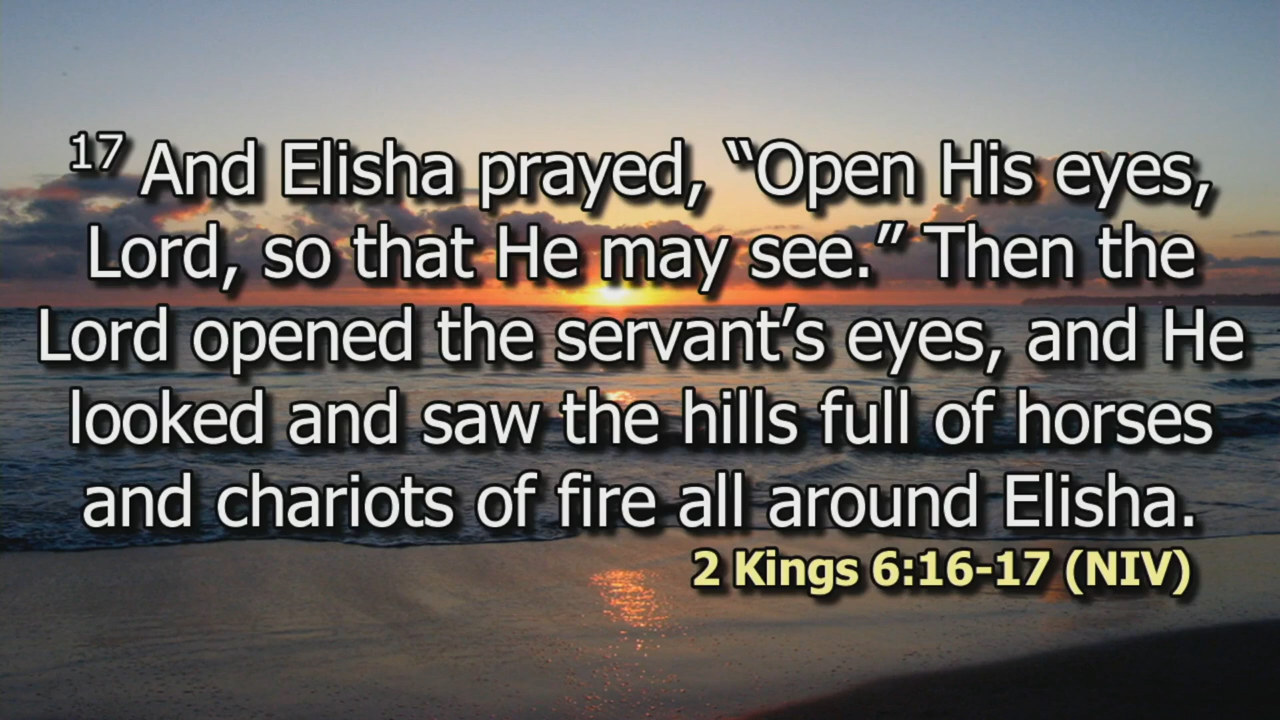 17 And Elisha prayed, “Open His eyes,
Lord, so that He may see.” Then the
Lord opened the servant’s eyes, and He
looked and saw the hills full of horses
and chariots of fire all around Elisha.
2 Kings 6:16-17 (NIV)